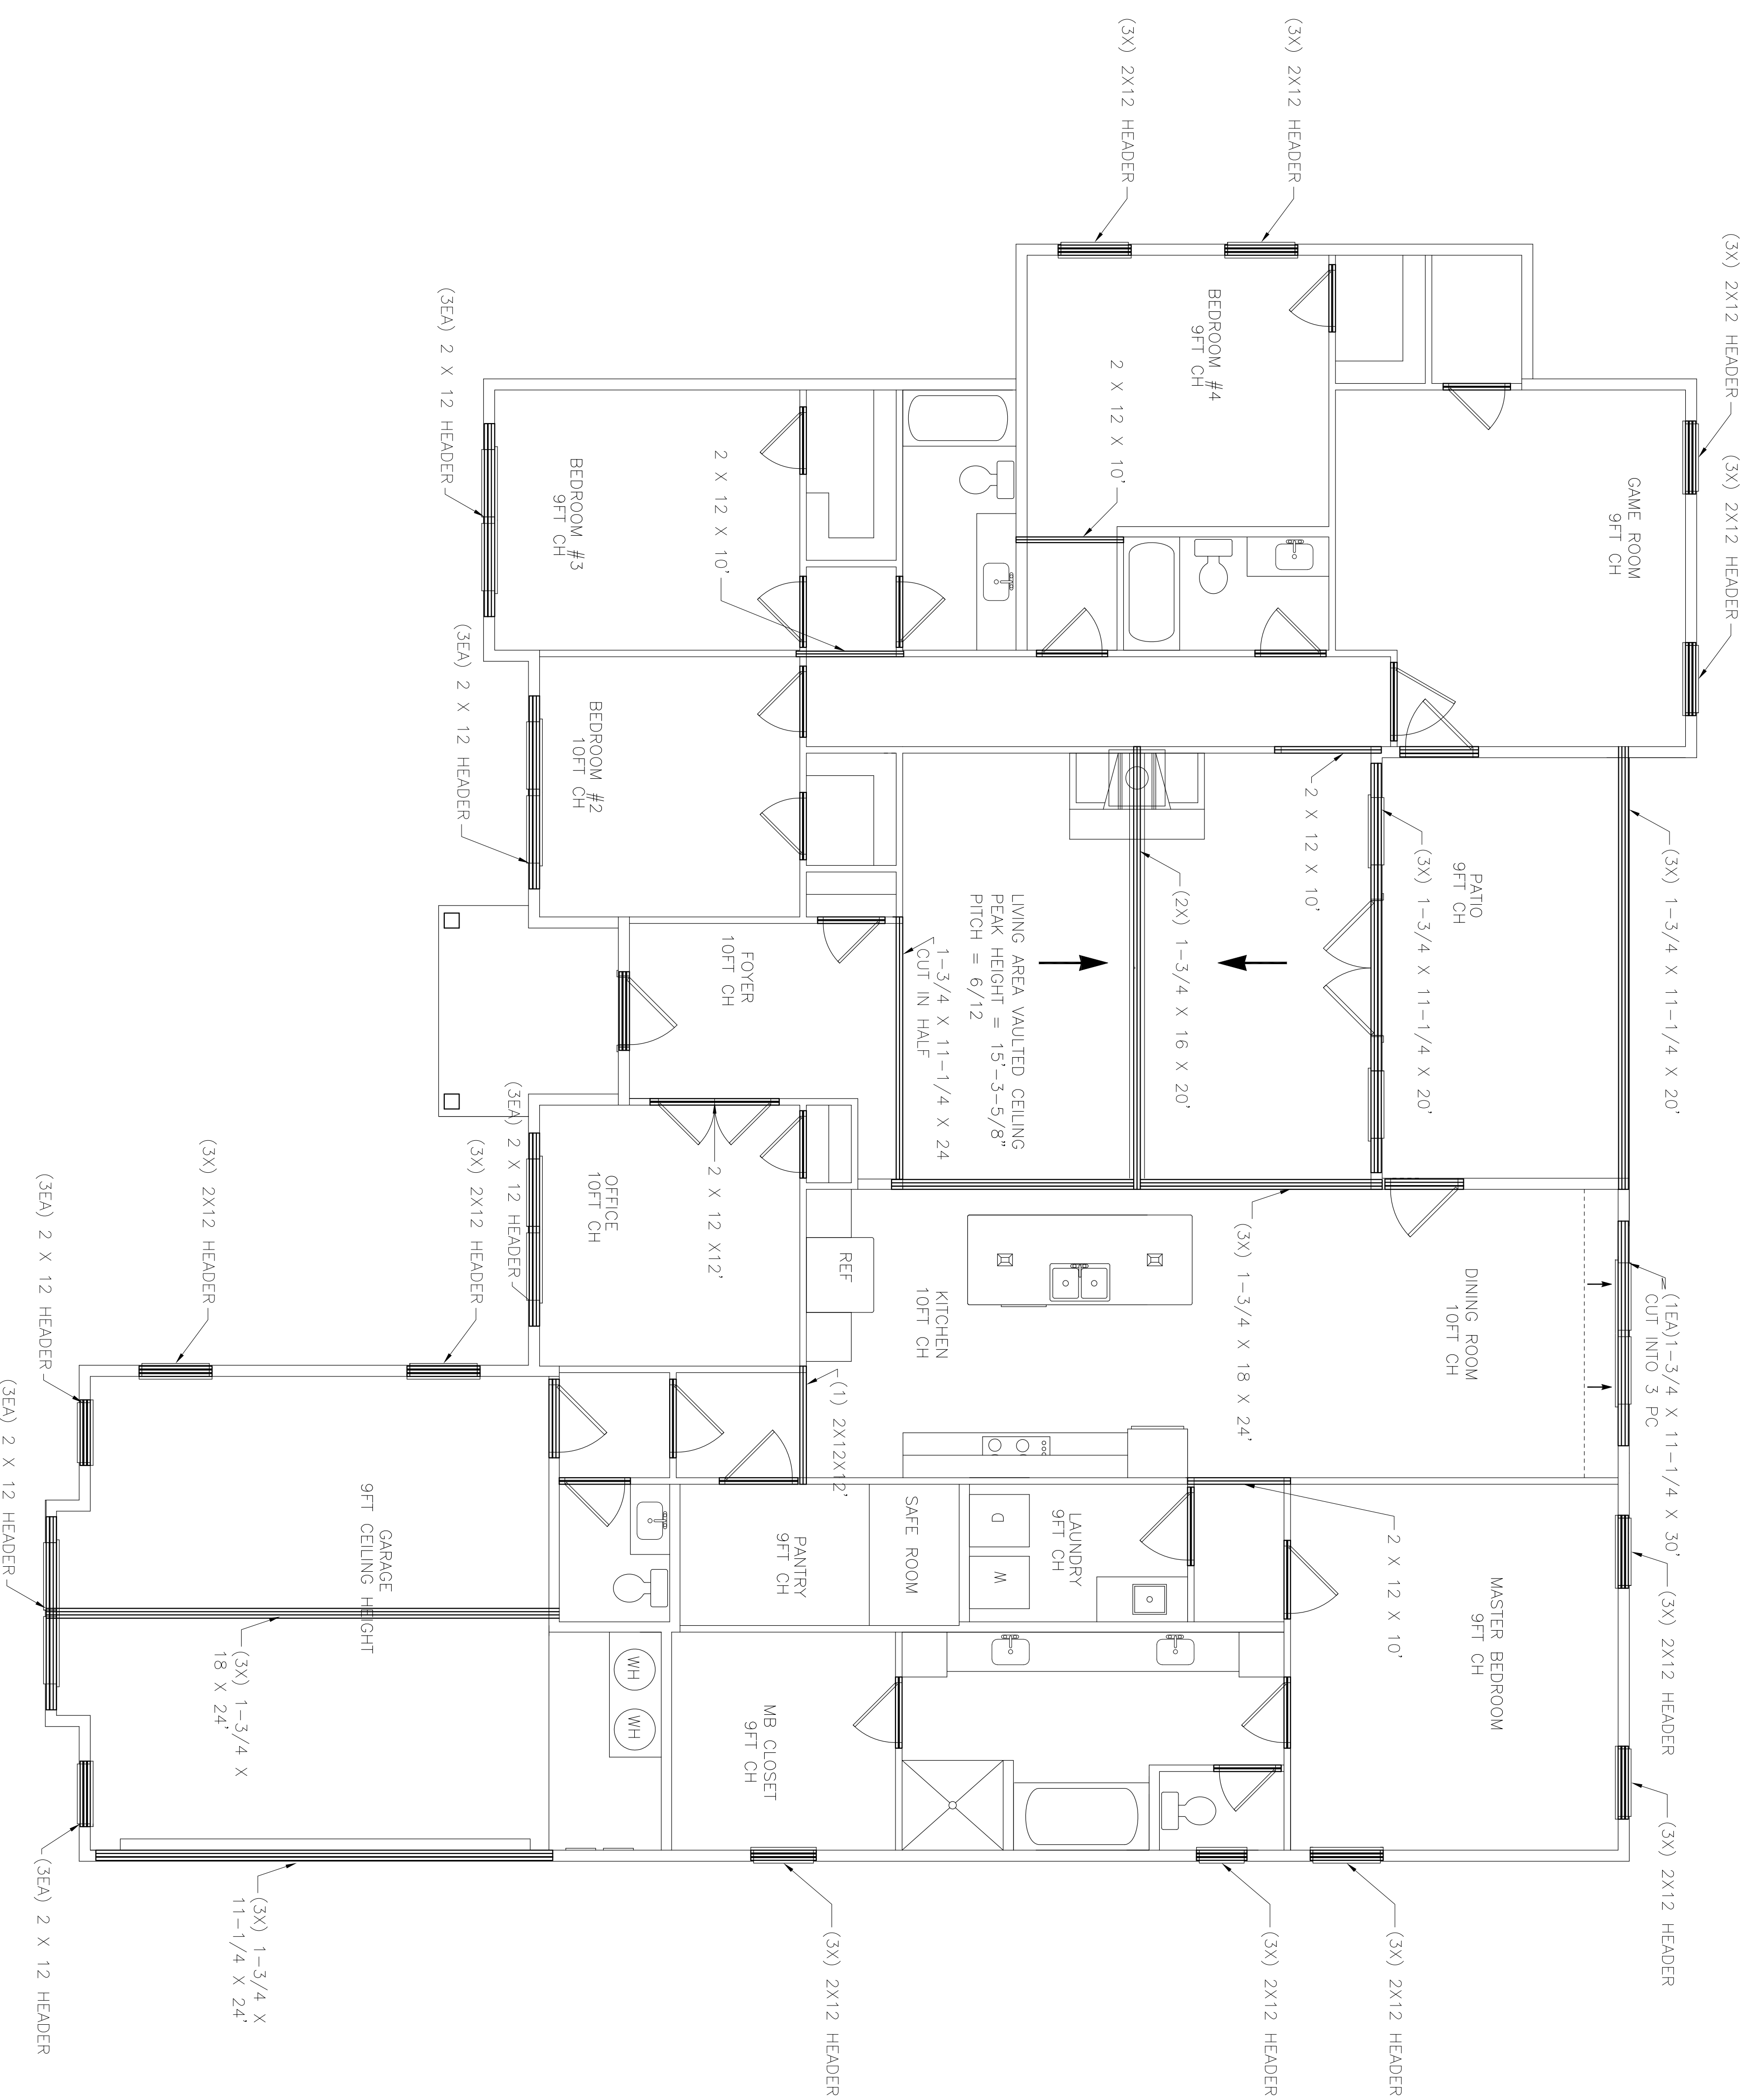 (3X) 2X12 HEADER
(3X) 2X12 HEADER
(3X) 2X12 HEADER
(3X) 2X12 HEADER
GAME ROOM
9FT CH
BEDROOM #4
9FT CH
2 X 12 X 10'
(3EA) 2 X 12 HEADER
BEDROOM #3
9FT CH
2 X 12 X 10'
(3EA) 2 X 12 HEADER
BEDROOM #2
10FT CH
(3X) 1-3/4 X 11-1/4 X 20'
PATIO
9FT CH
(3X) 1-3/4 X 11-1/4 X 20'
2 X 12 X 10'
(2X) 1-3/4 X 16 X 20'
LIVING AREA VAULTED CEILING
PEAK HEIGHT = 15'-3-5/8"
PITCH = 6/12
1-3/4 X 11-1/4 X 24
CUT IN HALF
FOYER
10FT CH
(3EA) 2 X 12 HEADER
2 X 12 X12'
OFFICE
10FT CH
(3X) 2X12 HEADER
(3X) 2X12 HEADER
(3EA) 2 X 12 HEADER
(1EA)1-3/4 X 11-1/4 X 30'
CUT INTO 3 PC
DINING ROOM
10FT CH
(3X) 1-3/4 X 18 X 24'
KITCHEN
10FT CH
REF
(1) 2X12X12'
(3EA) 2 X 12 HEADER
GARAGE
9FT CEILING HEIGHT
SAFE ROOM
PANTRY
9FT CH
LAUNDRY
9FT CH
D
W
2 X 12 X 10'
MASTER BEDROOM
9FT CH
(3X) 2X12 HEADER
(3X) 2X12 HEADER
(3X) 1-3/4 X
18 X 24'
WH
WH
MB CLOSET
9FT CH
(3EA) 2 X 12 HEADER
(3X) 1-3/4 X
11-1/4 X 24'
(3X) 2X12 HEADER
(3X) 2X12 HEADER
(3X) 2X12 HEADER